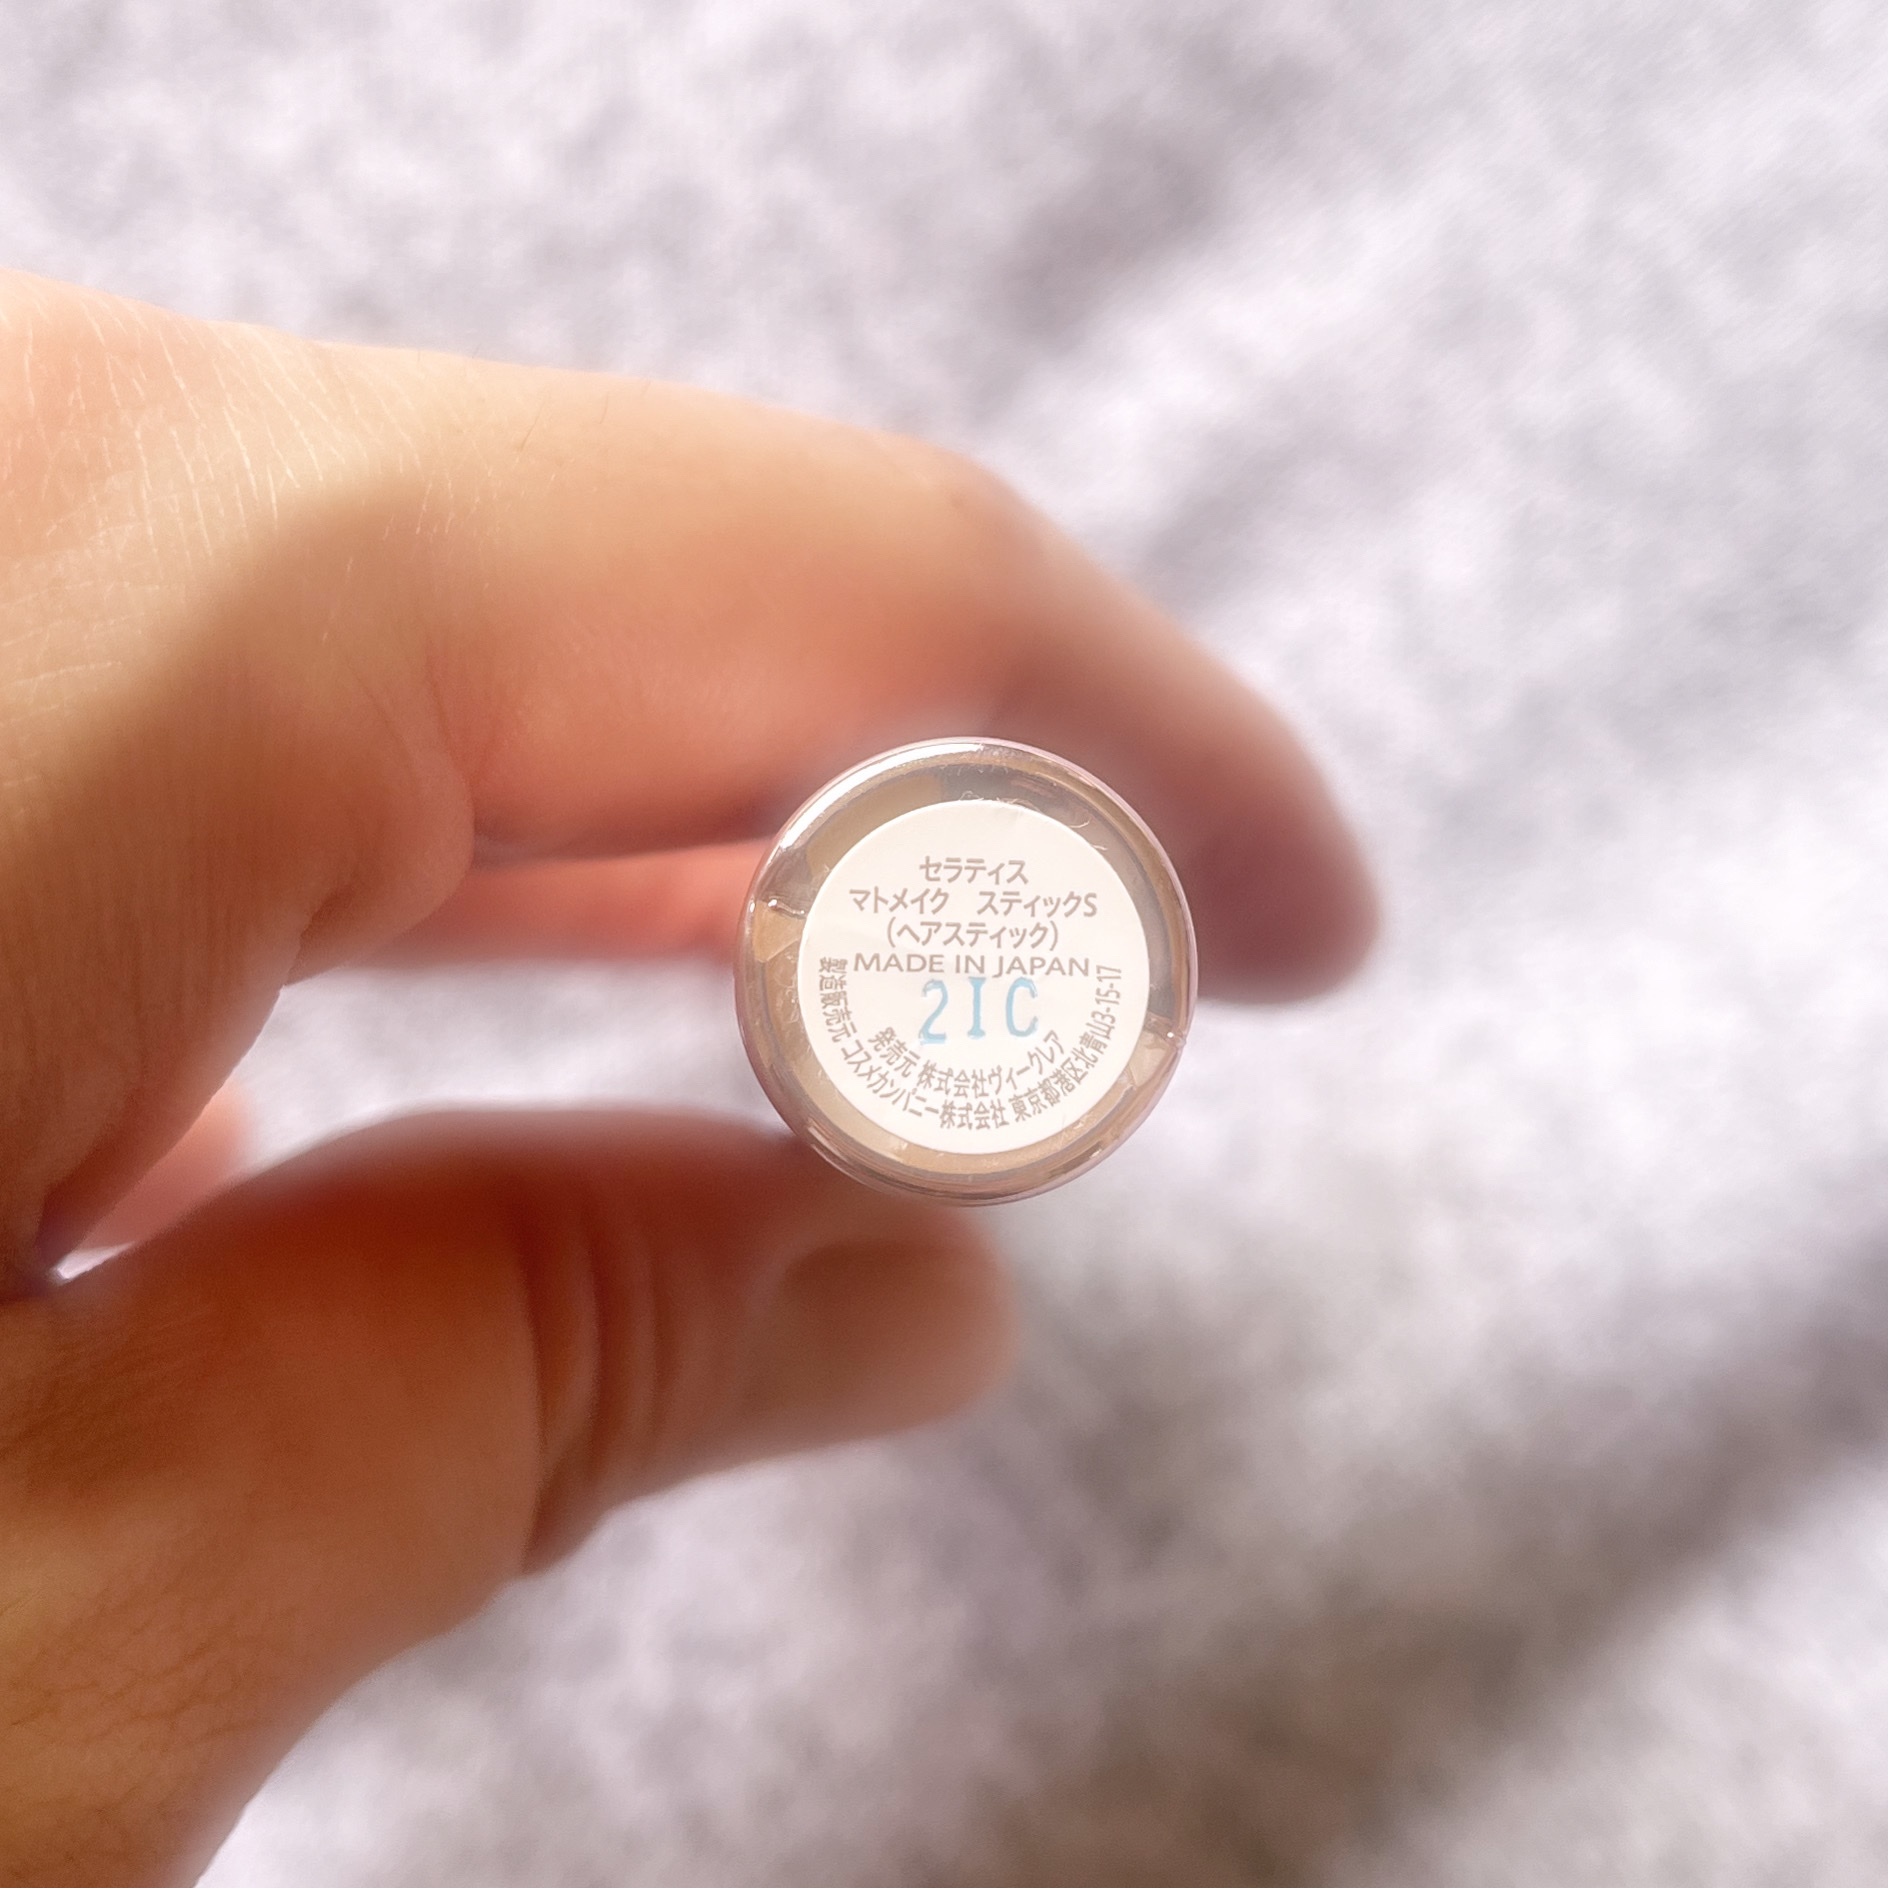 セラティス
マトメイク　スティックS
（ヘアスティック）
MADE IN JAPAN
2IC
発売元 株式会社ヴィークレア
製造販売元 コスメカンパニー株式会社 東京都港区北青山3-15-17